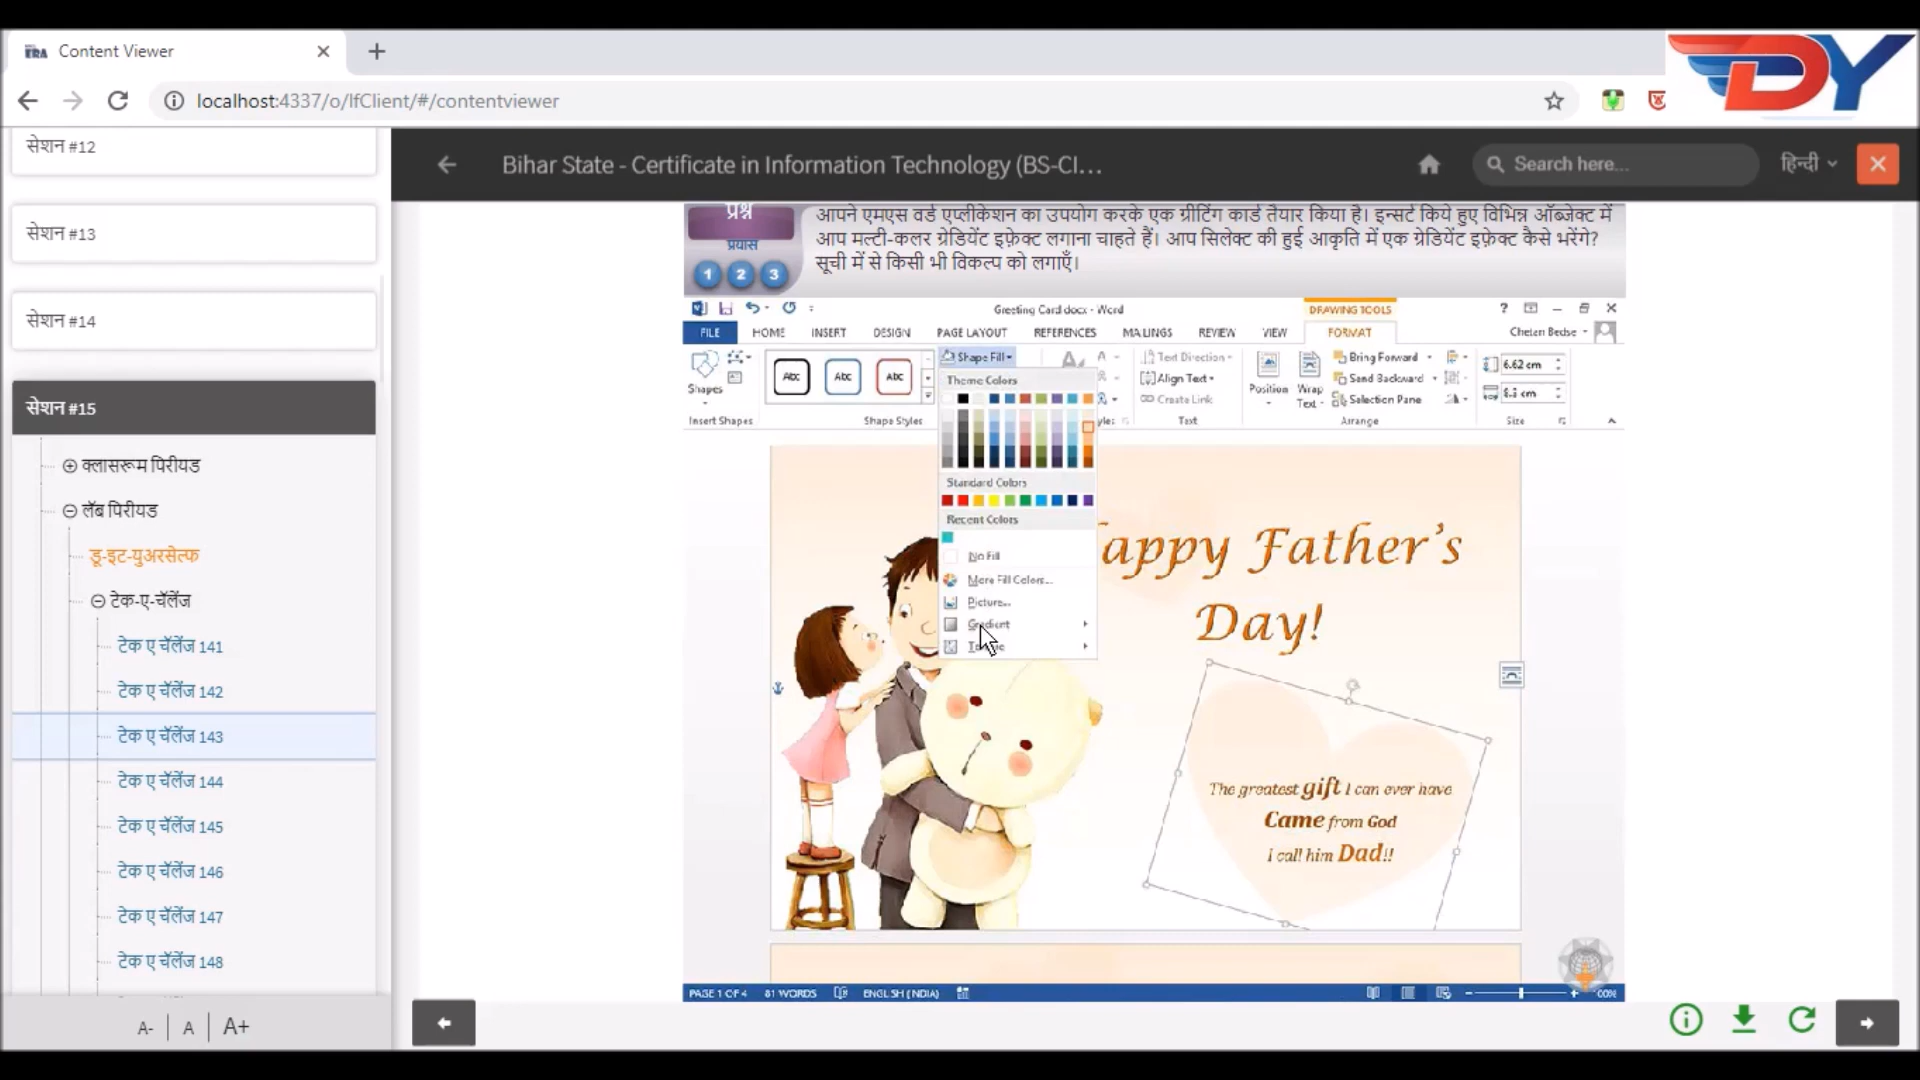 ERA Content Viewer × +
DY
localhost:4337/o/lfClient/#/contentviewer
सेशन #12
सेशन #13
सेशन #14
सेशन #15
क्लासरूम पिरीयड
लॅब पिरीयड
डू-इट-युअरसेल्फ
टेक-ए-चॅलेंज
टेक ए चॅलेंज 141
टेक ए चॅलेंज 142
टेक ए चॅलेंज 143
टेक ए चॅलेंज 144
टेक ए चॅलेंज 145
टेक ए चॅलेंज 146
टेक ए चॅलेंज 147
टेक ए चॅलेंज 148
A- A A+
Bihar State - Certificate in Information Technology (BS-CI...
Search here...
हिन्दी
प्रश्न
प्रयास
1 2 3
आपने एमएस वर्ड एप्लीकेशन का उपयोग करके एक ग्रीटिंग कार्ड तैयार किया है। इन्सर्ट किये हुए विभिन्न ऑब्जेक्ट में
आप मल्टी-कलर ग्रेडियेंट इफ़ेक्ट लगाना चाहते हैं। आप सिलेक्ट की हुई आकृति में एक ग्रेडियेंट इफ़ेक्ट कैसे भरेंगे?
सूची में से किसी भी विकल्प को लगाएँ।
Greeting Card.docx - Word
DRAWING TOOLS
FILE HOME INSERT DESIGN PAGE LAYOUT REFERENCES MAILINGS REVIEW VIEW FORMAT
Chetan Bedse
Shapes
Insert Shapes
Abc Abc Abc
Shape Styles
Shape Fill
Text Direction
Align Text
Create Link
Text
Position
Wrap
Text
Bring Forward
Send Backward
Selection Pane
Arrange
6.62 cm
Size
Theme Colors
Standard Colors
Recent Colors
No Fill
More Fill Colors...
Picture...
Gradient
appy Father's
Day!
The greatest gift I can ever have
Came from God
I call him Dad!!
PAGE 1 OF 4 81 WORDS ENGLISH (INDIA)